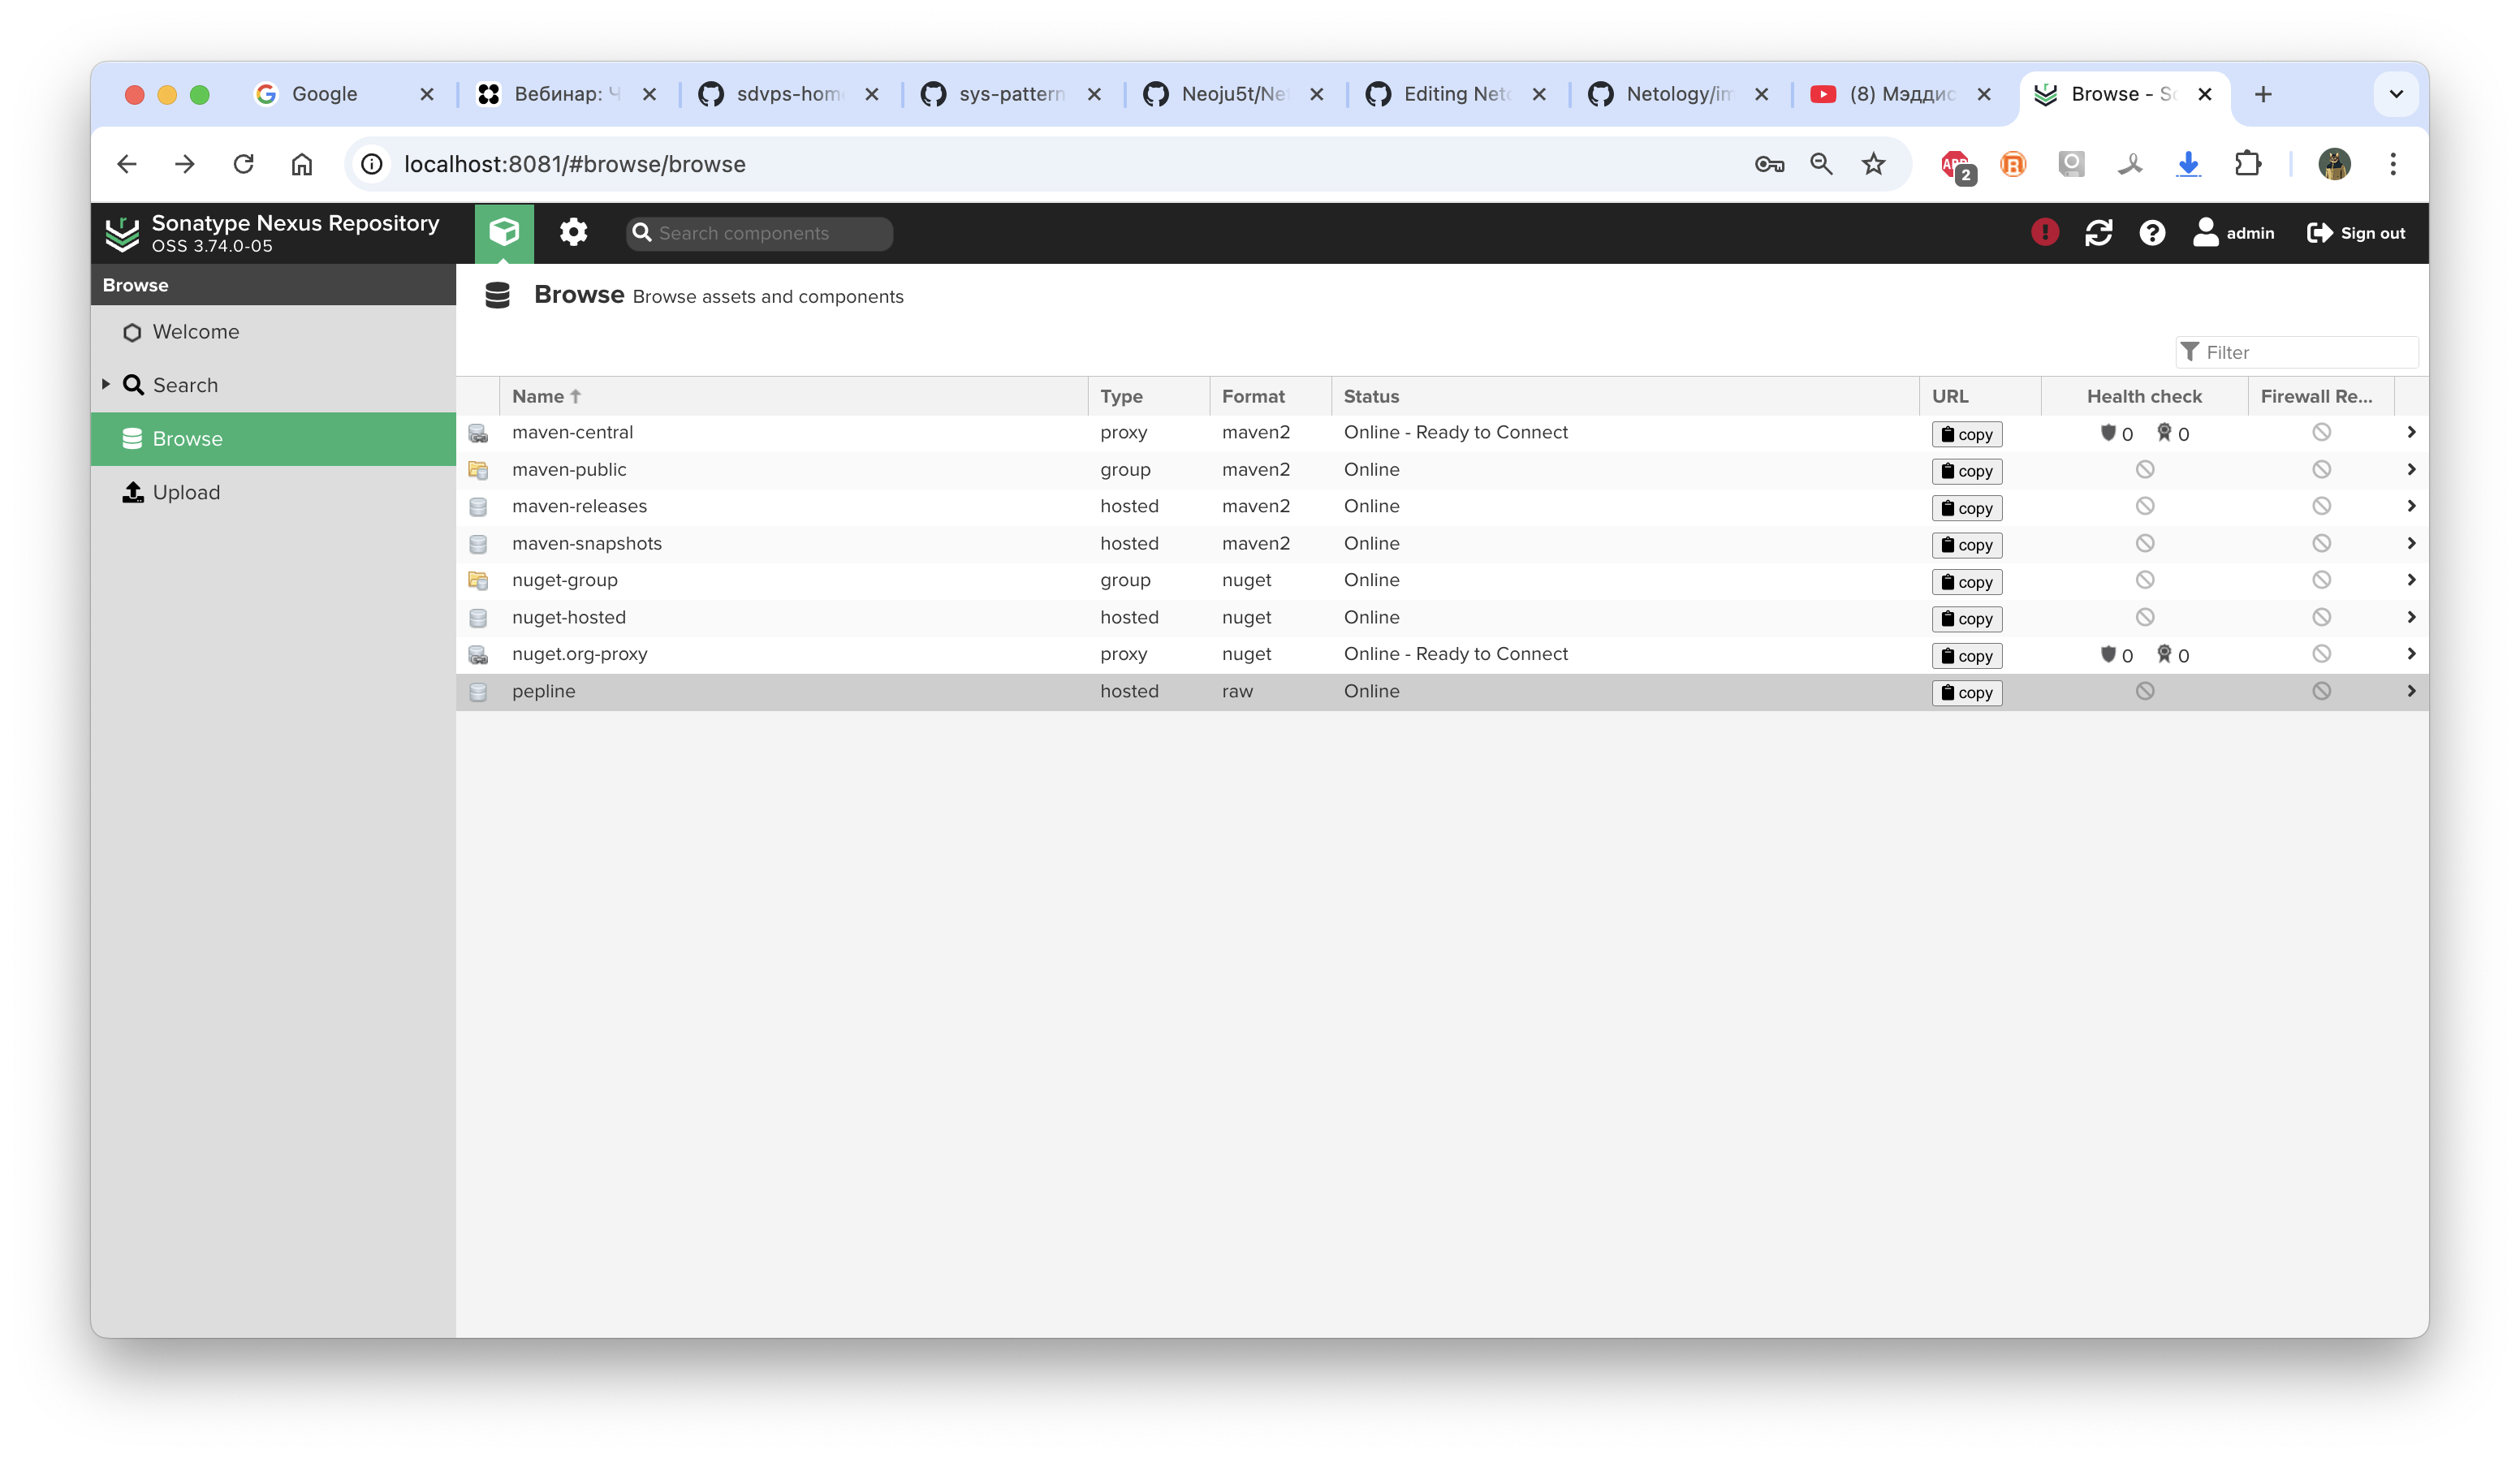 Google
Вебинар: Ч
sdvps-hom
sys-pattern
Neoju5t/Net
Editing Neto
Netology/im
(8) Мэддис
Browse - So
localhost:8081/#browse/browse
ABP
2
Sonatype Nexus Repository
OSS 3.74.0-05
Search components
admin
Sign out
Browse
Welcome
Search
Browse
Upload
Browse Browse assets and components
Filter
Name Type Format Status URL Health check Firewall Re...
maven-central proxy maven2 Online - Ready to Connect copy 0 0
maven-public group maven2 Online copy
maven-releases hosted maven2 Online copy
maven-snapshots hosted maven2 Online copy
nuget-group group nuget Online copy
nuget-hosted hosted nuget Online copy
nuget.org-proxy proxy nuget Online - Ready to Connect copy 0 0
pepline hosted raw Online copy